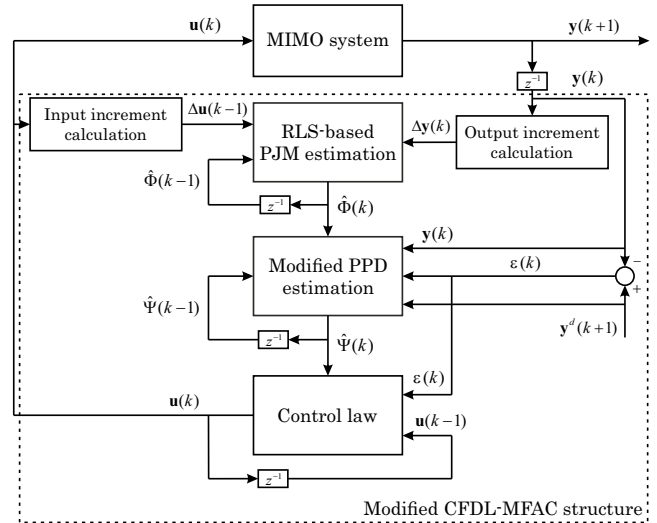 u(k)
MIMO system
y(k+1)
z⁻¹
y(k)
Input increment
calculation
Δu(k−1)
RLS-based
PJM estimation
Δy(k)
Output increment
calculation
Φ̂(k−1)
z⁻¹
Φ̂(k)
y(k)
Modified PPD
estimation
ε(k)
−
+
Ψ̂(k−1)
yᵈ(k+1)
z⁻¹
Ψ̂(k)
ε(k)
u(k)
Control law
u(k−1)
z⁻¹
Modified CFDL-MFAC structure